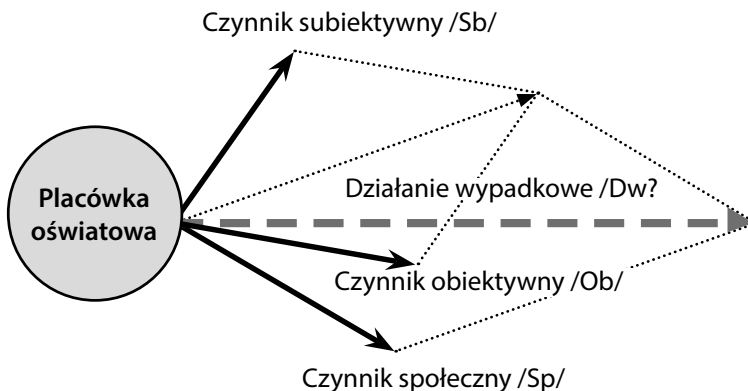 Czynnik subiektywny /Sb/
Placówka
oświatowa
Działanie wypadkowe /Dw?
Czynnik obiektywny /Ob/
Czynnik społeczny /Sp/